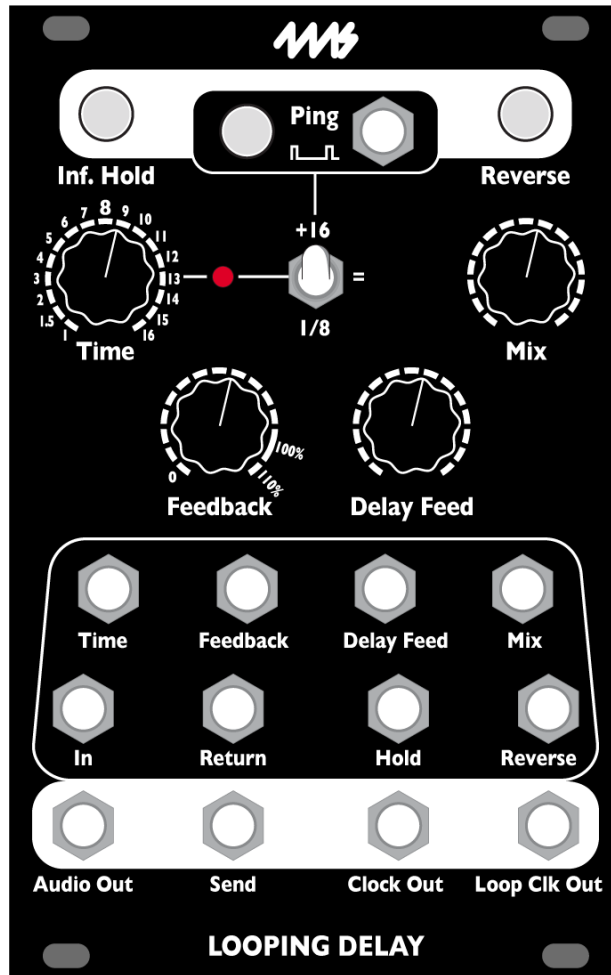 4ms
Ping
Inf. Hold
Reverse
+16
=
1/8
1
1.5
2
3
4
5
6
7
8
9
10
11
12
13
14
15
16
Time
Mix
0
100%
110%
Feedback
Delay Feed
Time Feedback Delay Feed Mix
In Return Hold Reverse
Audio Out Send Clock Out Loop Clk Out
LOOPING DELAY